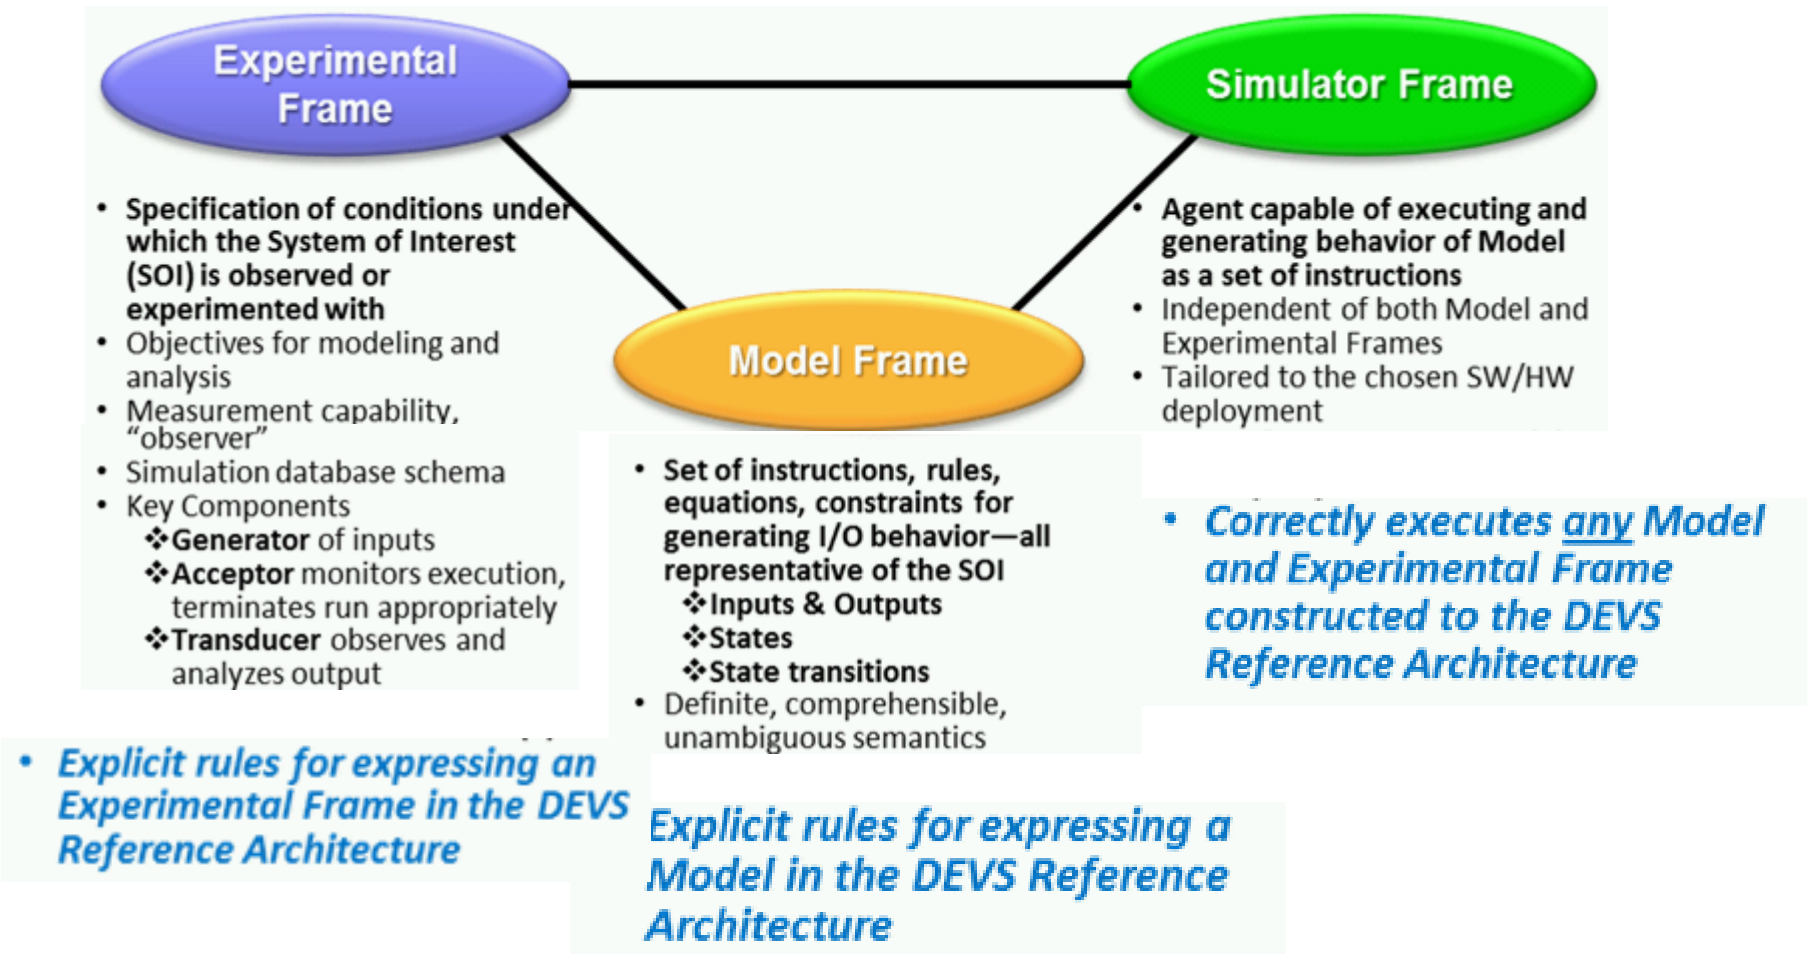 Experimental
Frame
Simulator Frame
• Specification of conditions under
which the System of Interest
(SOI) is observed or
experimented with
• Objectives for modeling and
analysis
• Measurement capability,
“observer”
• Simulation database schema
• Key Components
❖Generator of inputs
❖Acceptor monitors execution,
terminates run appropriately
❖Transducer observes and
analyzes output
• Explicit rules for expressing an
Experimental Frame in the DEVS
Reference Architecture
Model Frame
• Set of instructions, rules,
equations, constraints for
generating I/O behavior—all
representative of the SOI
❖Inputs & Outputs
❖States
❖State transitions
• Definite, comprehensible,
unambiguous semantics
Explicit rules for expressing a
Model in the DEVS Reference
Architecture
• Agent capable of executing and
generating behavior of Model
as a set of instructions
• Independent of both Model and
Experimental Frames
• Tailored to the chosen SW/HW
deployment
• Correctly executes any Model
and Experimental Frame
constructed to the DEVS
Reference Architecture